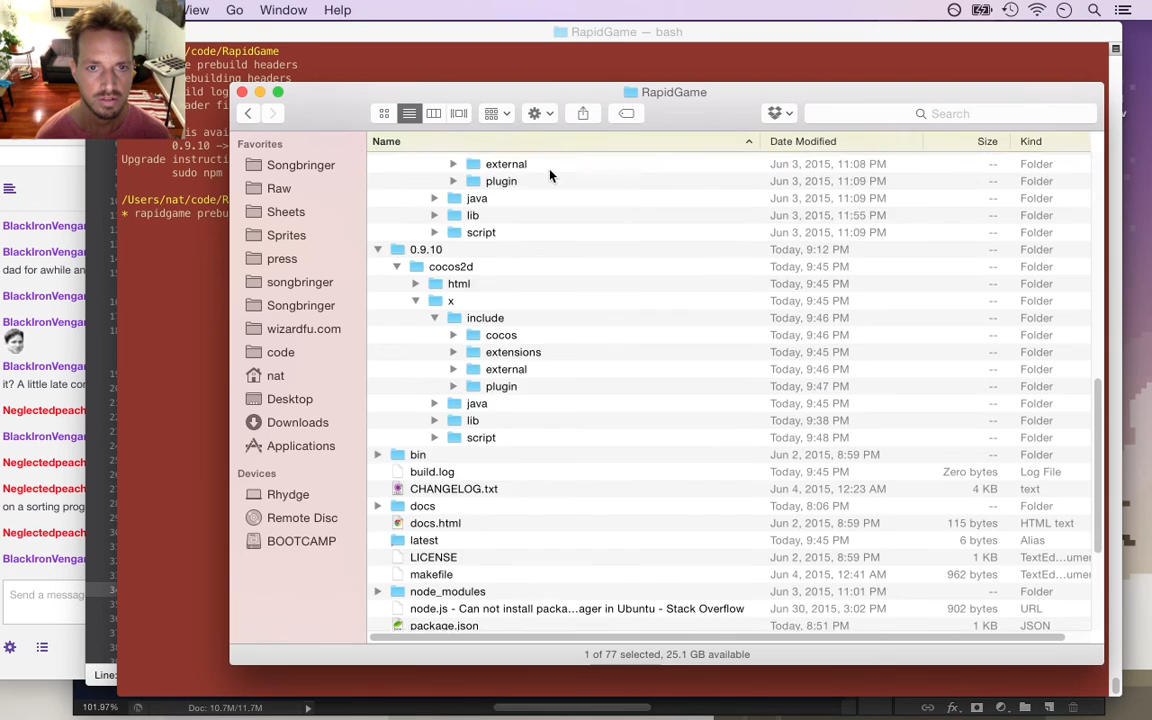 View Go Window Help
RapidGame — bash
/code/RapidGame
e prebuild headers
ebuilding headers
ild log
ader fi
is avai
0.9.10 ->
Upgrade instructi
sudo npm
/Users/nat/code/R
* rapidgame prebu
BlackIronVengar
BlackIronVengar
dad for awhile an
BlackIronVengar
BlackIronVengar
BlackIronVengar
it? A little late con
Neglectedpeach
BlackIronVengar
Neglectedpeach
Neglectedpeach
on a sorting prog
Neglectedpeach
BlackIronVengar
Send a message
Line:
RapidGame
Search
Favorites
Songbringer
Raw
Sheets
Sprites
press
songbringer
Songbringer
wizardfu.com
code
nat
Desktop
Downloads
Applications
Devices
Rhydge
Remote Disc
BOOTCAMP
Name Date Modified Size Kind
external Jun 3, 2015, 11:08 PM -- Folder
plugin Jun 3, 2015, 11:09 PM -- Folder
java Jun 3, 2015, 11:09 PM -- Folder
lib Jun 3, 2015, 11:55 PM -- Folder
script Jun 3, 2015, 11:09 PM -- Folder
0.9.10 Today, 9:12 PM -- Folder
cocos2d Today, 9:45 PM -- Folder
html Today, 9:45 PM -- Folder
x Today, 9:45 PM -- Folder
include Today, 9:46 PM -- Folder
cocos Today, 9:46 PM -- Folder
extensions Today, 9:45 PM -- Folder
external Today, 9:46 PM -- Folder
plugin Today, 9:47 PM -- Folder
java Today, 9:45 PM -- Folder
lib Today, 9:38 PM -- Folder
script Today, 9:48 PM -- Folder
bin Jun 2, 2015, 8:59 PM -- Folder
build.log Today, 9:45 PM Zero bytes Log File
CHANGELOG.txt Jun 4, 2015, 12:23 AM 4 KB text
docs Today, 8:06 PM -- Folder
docs.html Jun 2, 2015, 8:59 PM 115 bytes HTML text
latest Today, 9:45 PM 6 bytes Alias
LICENSE Jun 2, 2015, 8:59 PM 1 KB TextEd...ume
makefile Jun 4, 2015, 12:41 AM 962 bytes TextEd...ume
node_modules Jun 3, 2015, 11:01 PM -- Folder
node.js - Can not install packa...ager in Ubuntu - Stack Overflow Jun 30, 2015, 3:02 PM 902 bytes URL
package.json Today, 8:51 PM 1 KB JSON
1 of 77 selected, 25.1 GB available
101.97% Doc: 10.7M/11.7M